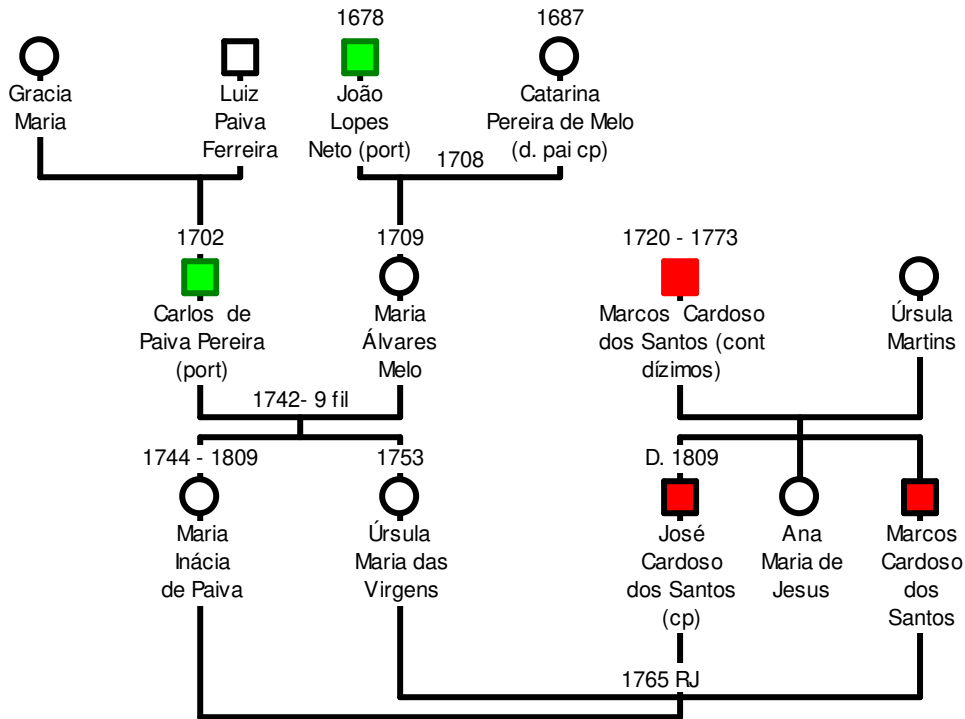 1678
1687
Gracia
Maria
Luiz
Paiva
Ferreira
João
Lopes
Neto (port)
Catarina
Pereira de Melo
(d. pai cp)
1708
1702
1709
1720 - 1773
Carlos de
Paiva Pereira
(port)
Maria
Álvares
Melo
Marcos Cardoso
dos Santos (cont
dízimos)
Úrsula
Martins
1742- 9 fil
1744 - 1809
1753
D. 1809
Maria
Inácia
de Paiva
Úrsula
Maria das
Virgens
José
Cardoso
dos Santos
(cp)
Ana
Maria de
Jesus
Marcos
Cardoso
dos
Santos
1765 RJ